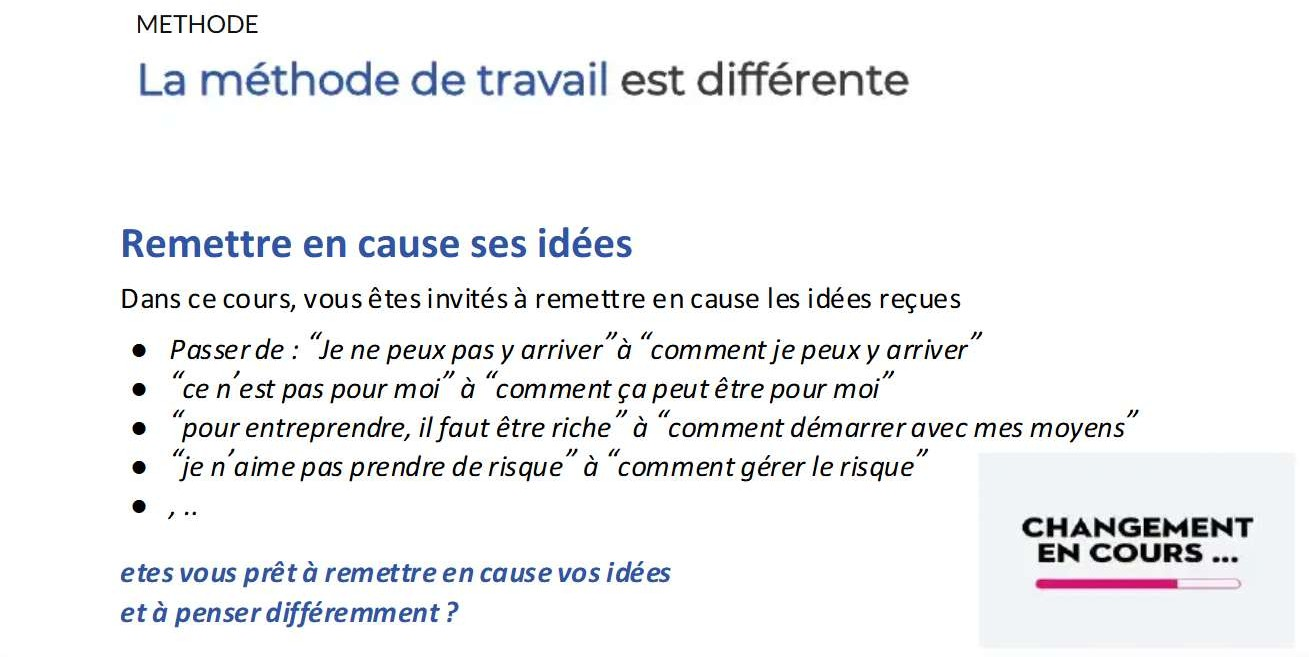 METHODE
La méthode de travail est différente
Remettre en cause ses idées
Dans ce cours, vous êtes invités à remettre en cause les idées reçues
● Passer de : “Je ne peux pas y arriver”à “comment je peux y arriver”
● “ce n’est pas pour moi” à “comment ça peut être pour moi”
● “pour entreprendre, il faut être riche” à “comment démarrer avec mes moyens”
● “je n’aime pas prendre de risque” à “comment gérer le risque”
● , ..
etes vous prêt à remettre en cause vos idées
et à penser différemment ?
CHANGEMENT
EN COURS ...